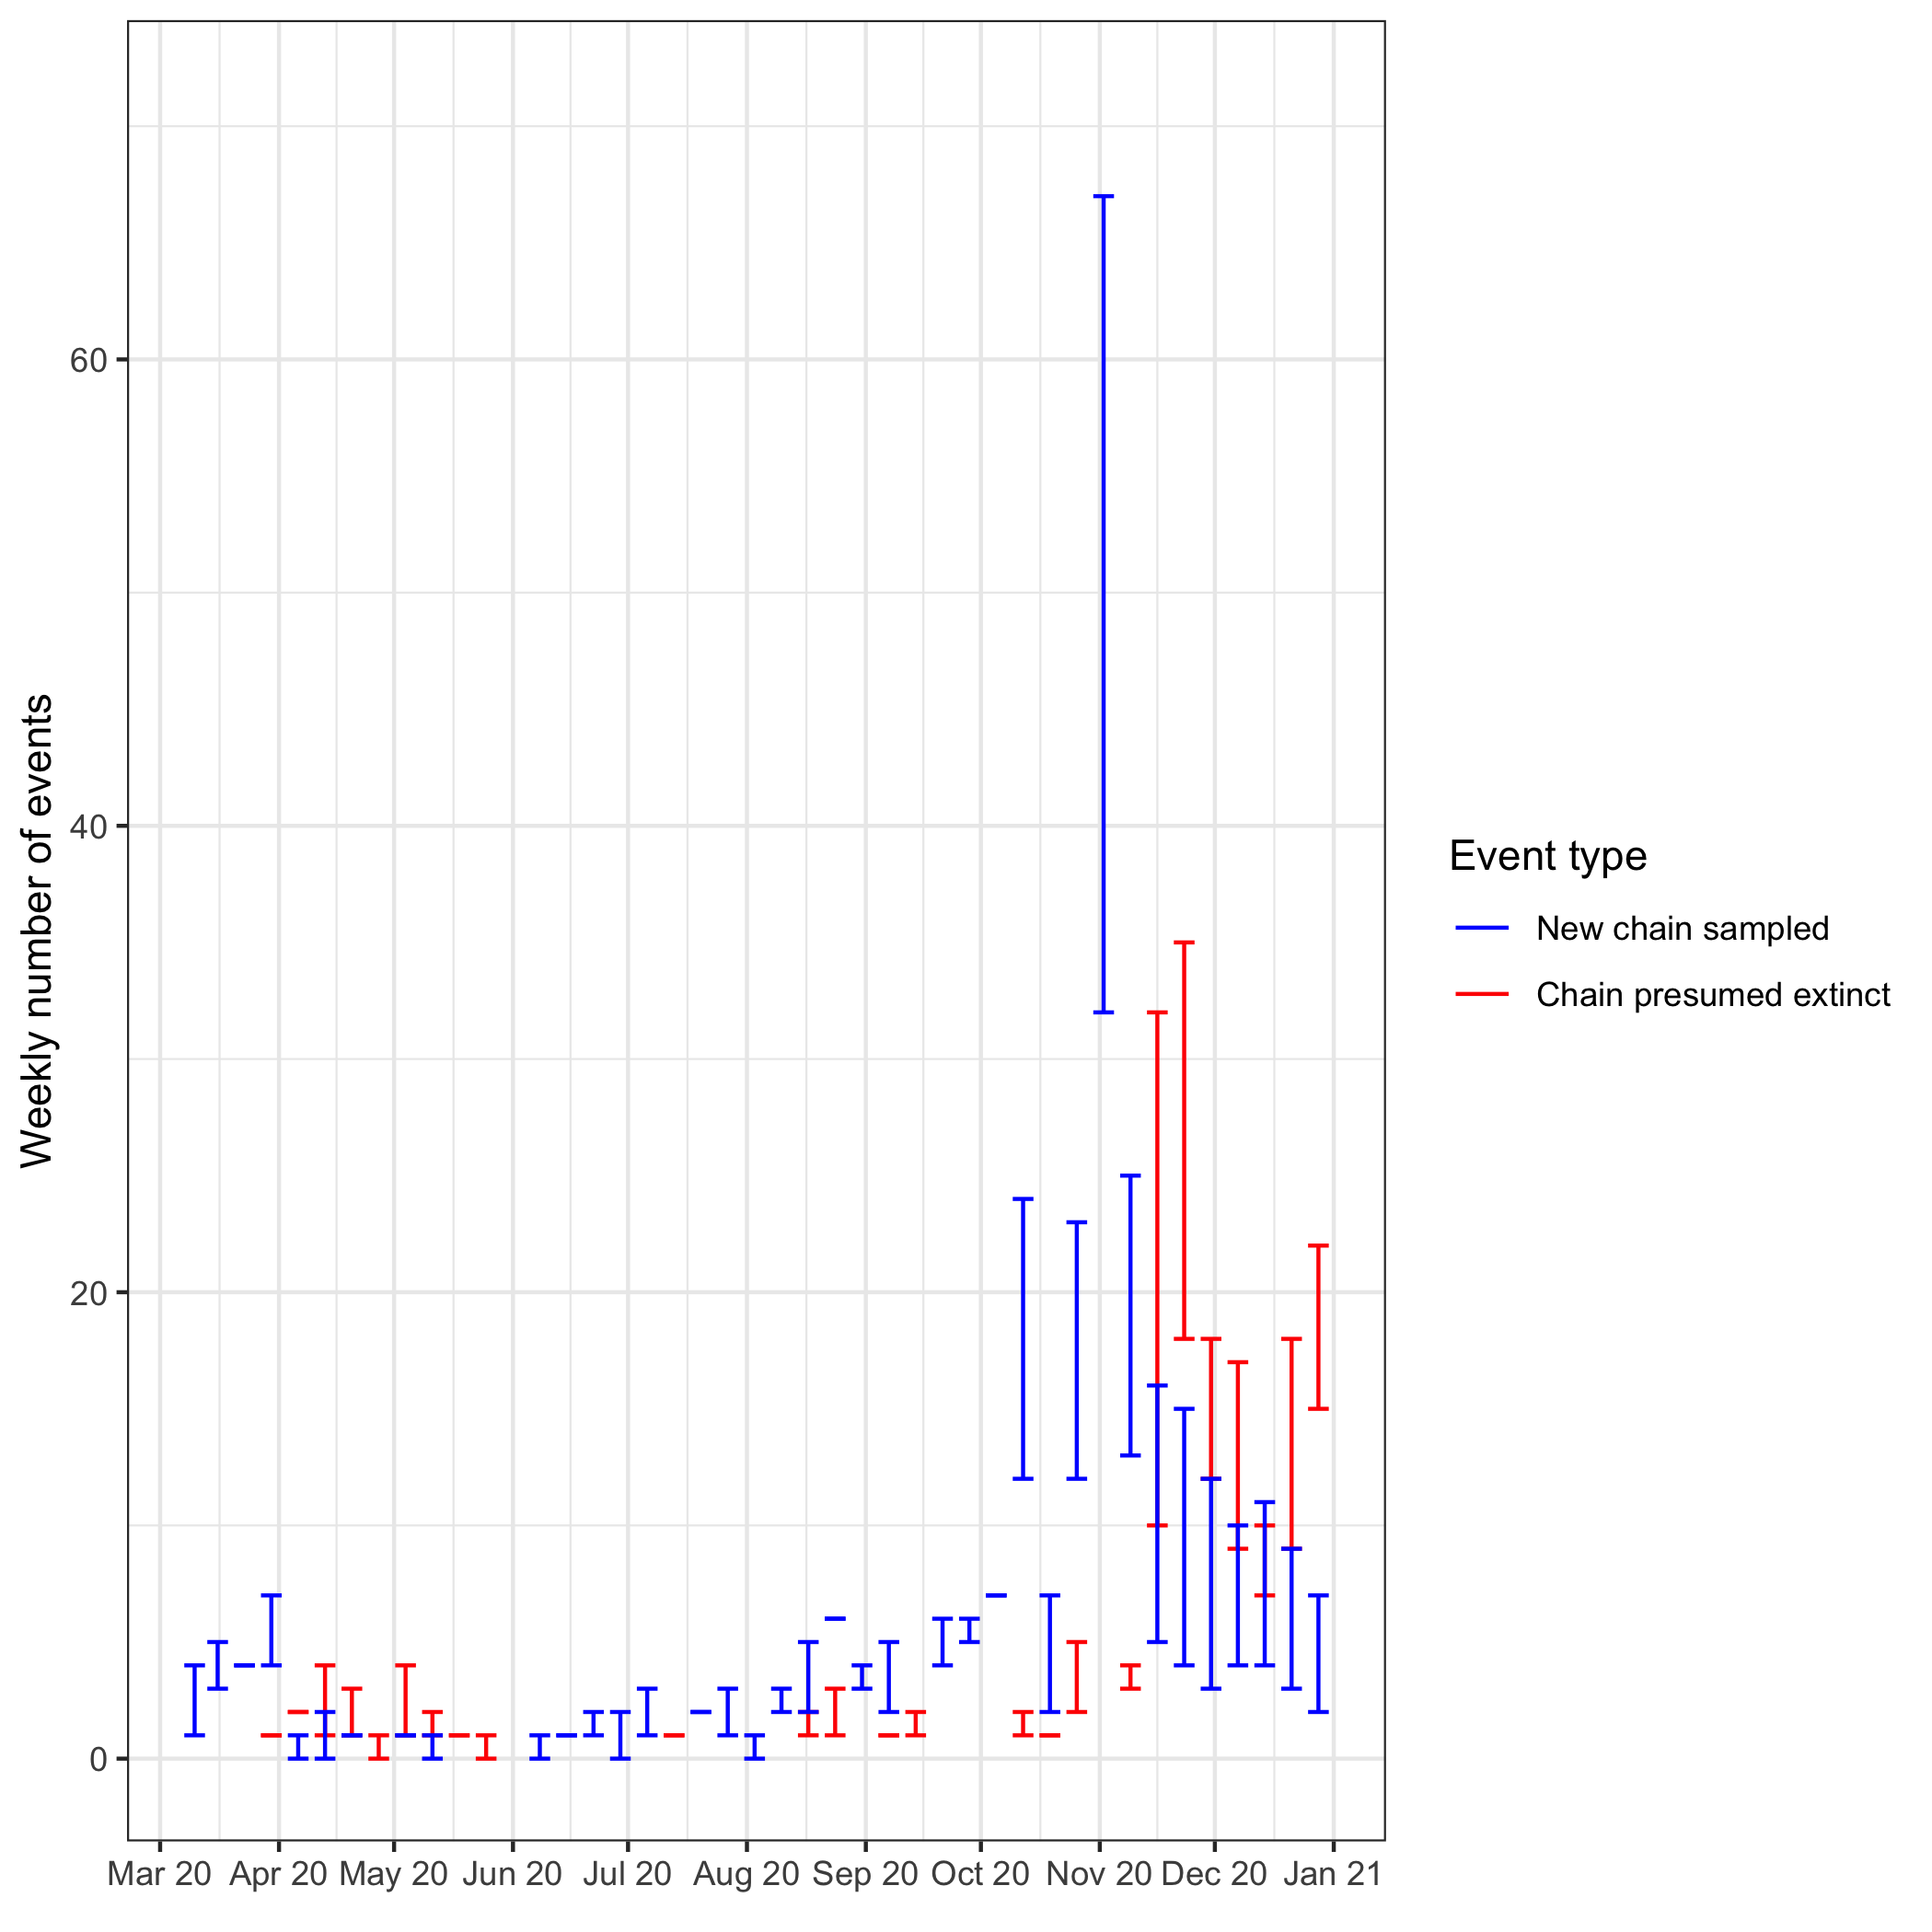 Weekly number of events
60
40
20
0
Mar 20 Apr 20 May 20 Jun 20 Jul 20 Aug 20 Sep 20 Oct 20 Nov 20 Dec 20 Jan 21
Event type
New chain sampled
Chain presumed extinct